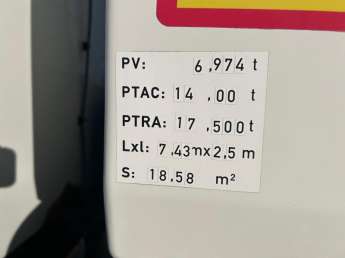 PV: 6,974 t
PTAC: 14,00 t
PTRA: 17,500t
Lxl: 7,43mx2,5 m
S: 18,58 m²